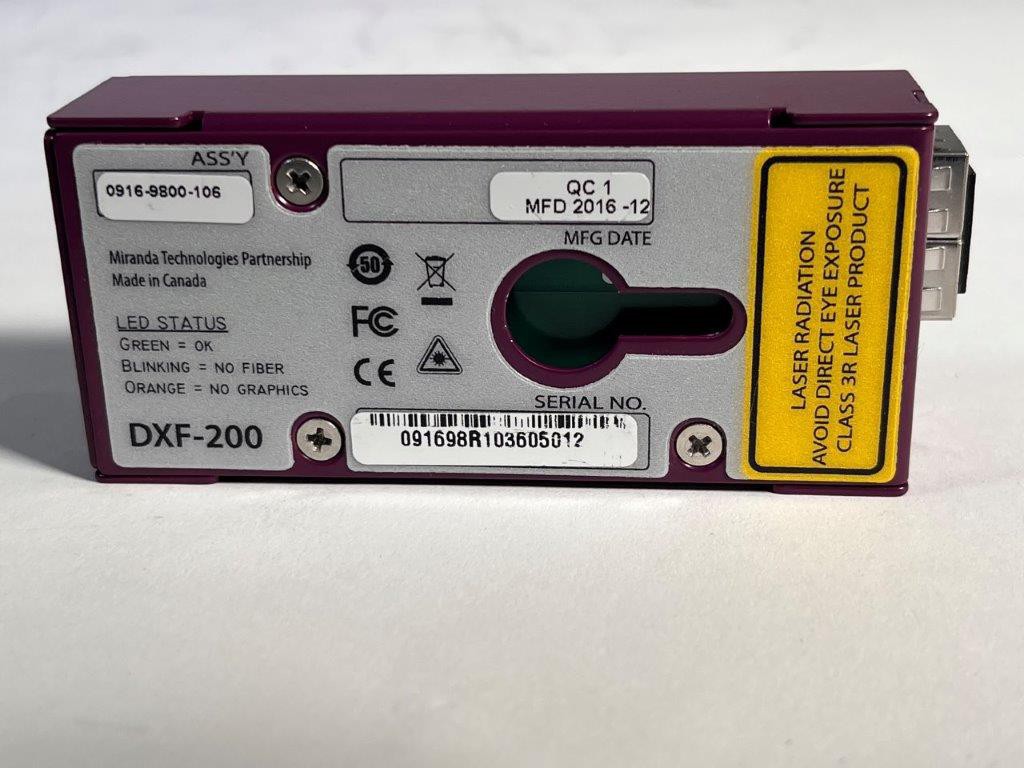 ASS'Y
0916-9800-106
Miranda Technologies Partnership
Made in Canada
LED STATUS
GREEN = OK
BLINKING = NO FIBER
ORANGE = NO GRAPHICS
DXF-200
QC 1
MFD 2016 -12
MFG DATE
50
FC
CE
SERIAL NO.
091698R103605012
LASER RADIATION
AVOID DIRECT EYE EXPOSURE
CLASS 3R LASER PRODUCT